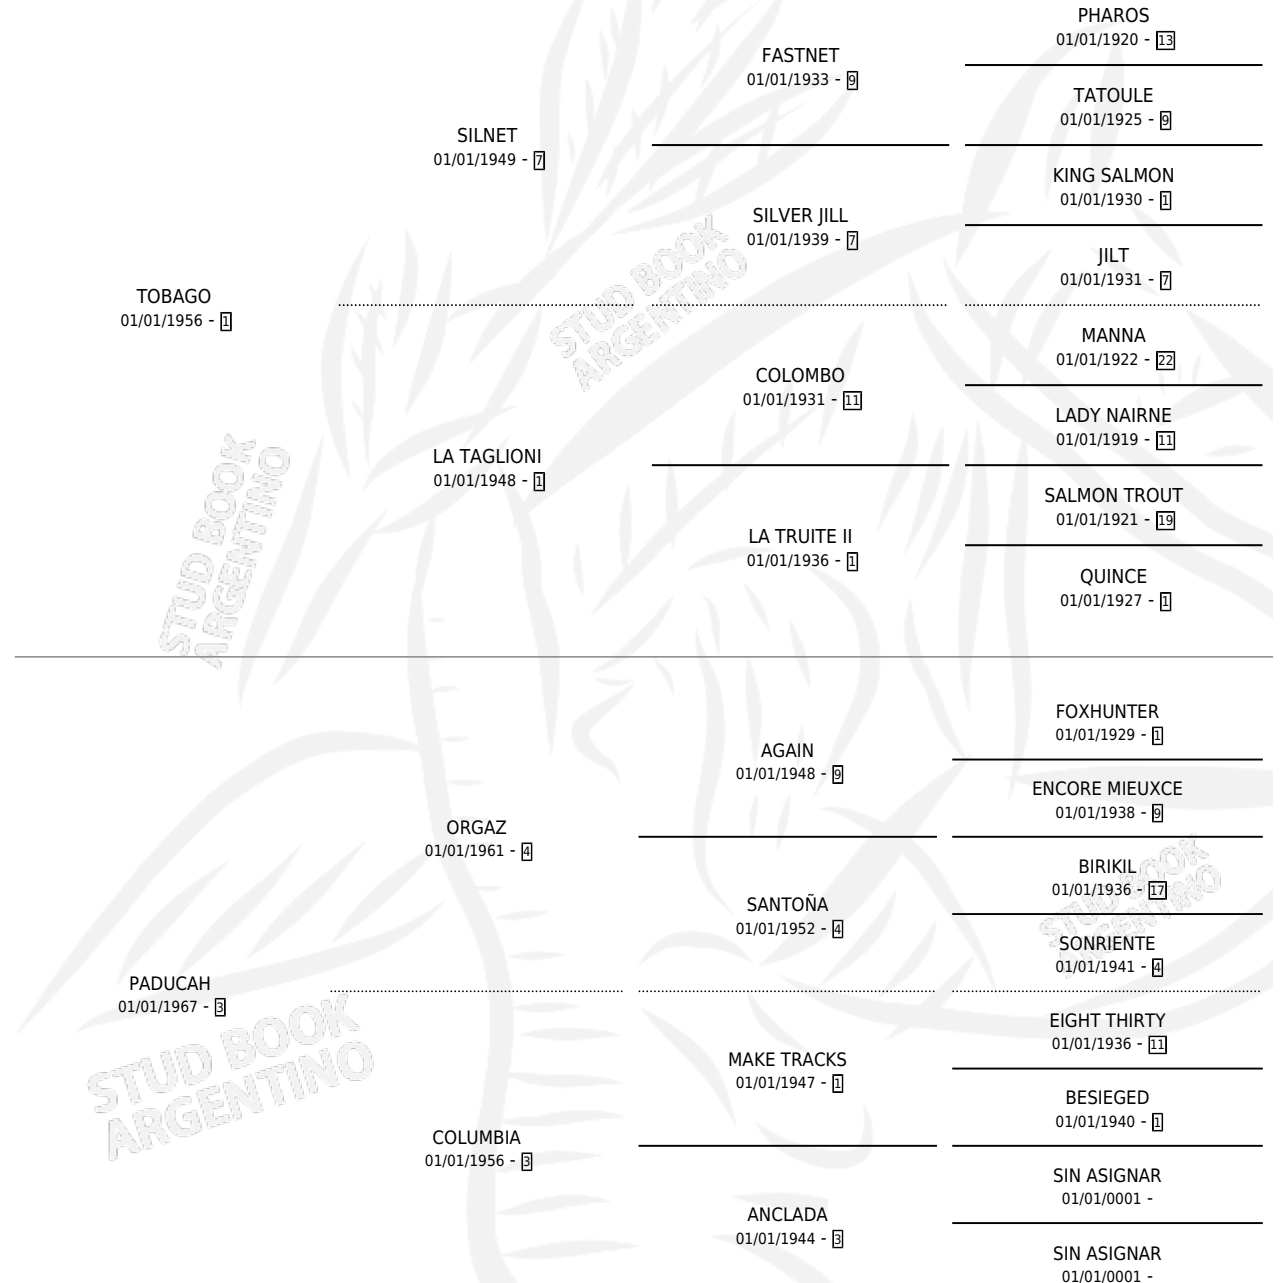 PHAROS
01/01/1920 - 13
FASTNET
01/01/1933 - 9
TATOULE
01/01/1925 - 9
SILNET
01/01/1949 - 7
KING SALMON
01/01/1930 - 1
SILVER JILL
01/01/1939 - 7
JILT
01/01/1931 - 7
TOBAGO
01/01/1956 - 1
MANNA
01/01/1922 - 22
COLOMBO
01/01/1931 - 11
LADY NAIRNE
01/01/1919 - 11
LA TAGLIONI
01/01/1948 - 1
SALMON TROUT
01/01/1921 - 19
LA TRUITE II
01/01/1936 - 1
QUINCE
01/01/1927 - 1
STUD BOOK
ARGENTINO
STUD BOOK
ARGENTINO
FOXHUNTER
01/01/1929 - 1
AGAIN
01/01/1948 - 9
ENCORE MIEUXCE
01/01/1938 - 9
ORGAZ
01/01/1961 - 4
BIRIKIL
01/01/1936 - 17
SANTOÑA
01/01/1952 - 4
SONRIENTE
01/01/1941 - 4
PADUCAH
01/01/1967 - 3
EIGHT THIRTY
01/01/1936 - 11
MAKE TRACKS
01/01/1947 - 1
BESIEGED
01/01/1940 - 1
COLUMBIA
01/01/1956 - 3
SIN ASIGNAR
01/01/0001 -
ANCLADA
01/01/1944 - 3
SIN ASIGNAR
01/01/0001 -
STUD BOOK
ARGENTINO
STUD BOOK
ARGENTINO